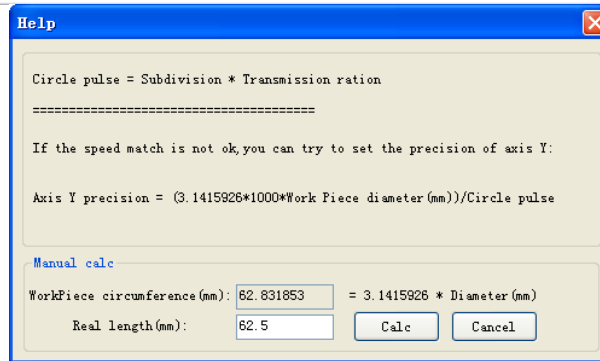 Help
Circle pulse = Subdivision * Transmission ration
=======================================
If the speed match is not ok,you can try to set the precision of axis Y:
Axis Y precision = (3.1415926*1000*Work Piece diameter(mm))/Circle pulse
Manual calc
WorkPiece circumference(mm): 62.831853 = 3.1415926 * Diameter(mm)
Real length(mm): 62.5 Calc Cancel